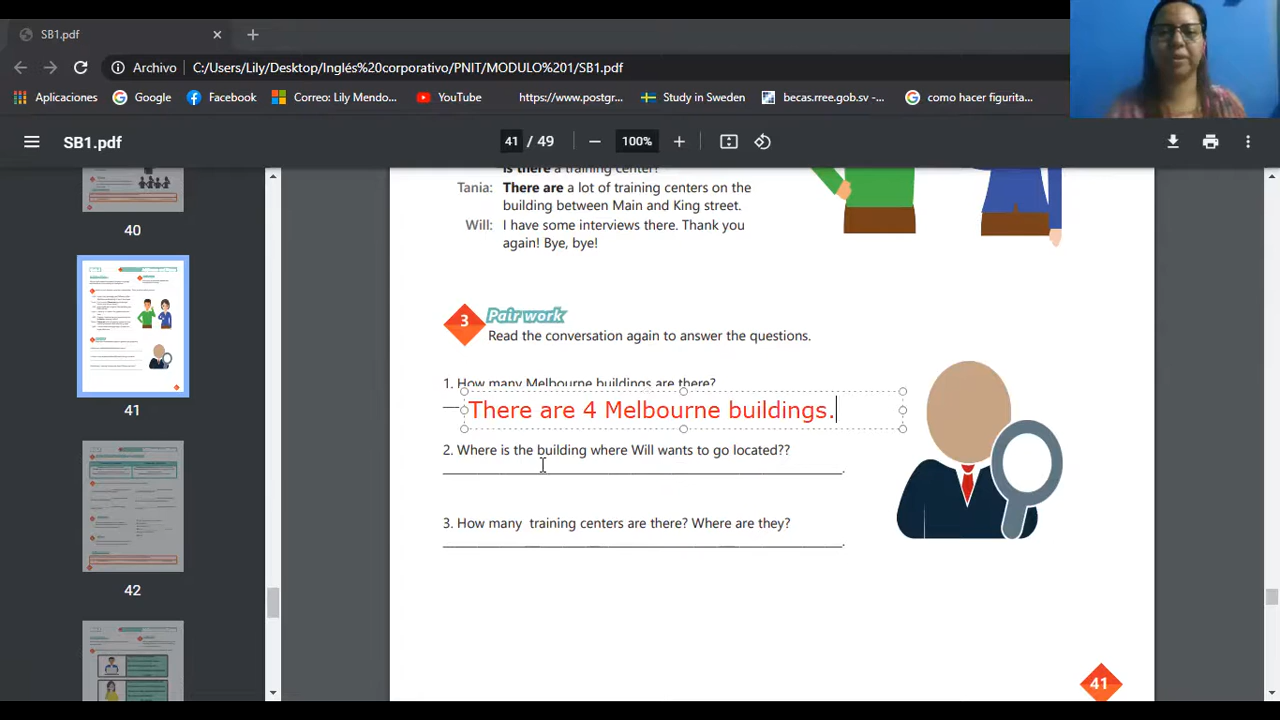 SB1.pdf
Archivo C:/Users/Lily/Desktop/Inglés%20corporativo/PNIT/MODULO%201/SB1.pdf
Aplicaciones Google Facebook Correo: Lily Mendo... YouTube https://www.postgr... Study in Sweden becas.rree.gob.sv -... como hacer figurita...
SB1.pdf 41 / 49 100%
Is there a training center?
Tania: There are a lot of training centers on the
building between Main and King street.
Will: I have some interviews there. Thank you
again! Bye, bye!
40
3 Pair work
Read the conversation again to answer the questions.
1. How many Melbourne buildings are there?
There are 4 Melbourne buildings.
41
2. Where is the building where Will wants to go located??
3. How many training centers are there? Where are they?
42
41